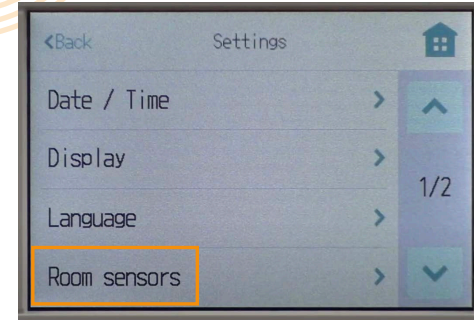 <Back
Settings
Date / Time
Display
1/2
Language
Room sensors